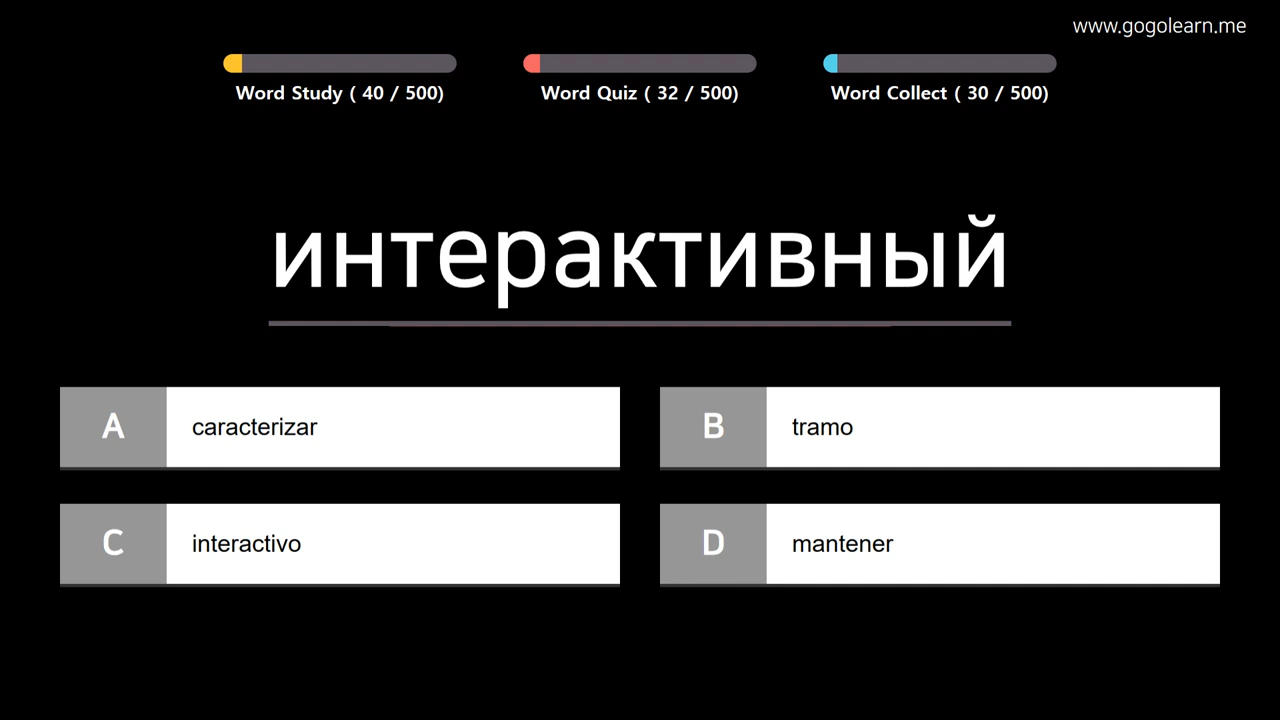 www.gogolearn.me
Word Study ( 40 / 500)
Word Quiz ( 32 / 500)
Word Collect ( 30 / 500)
интерактивный
A caracterizar
B tramo
C interactivo
D mantener